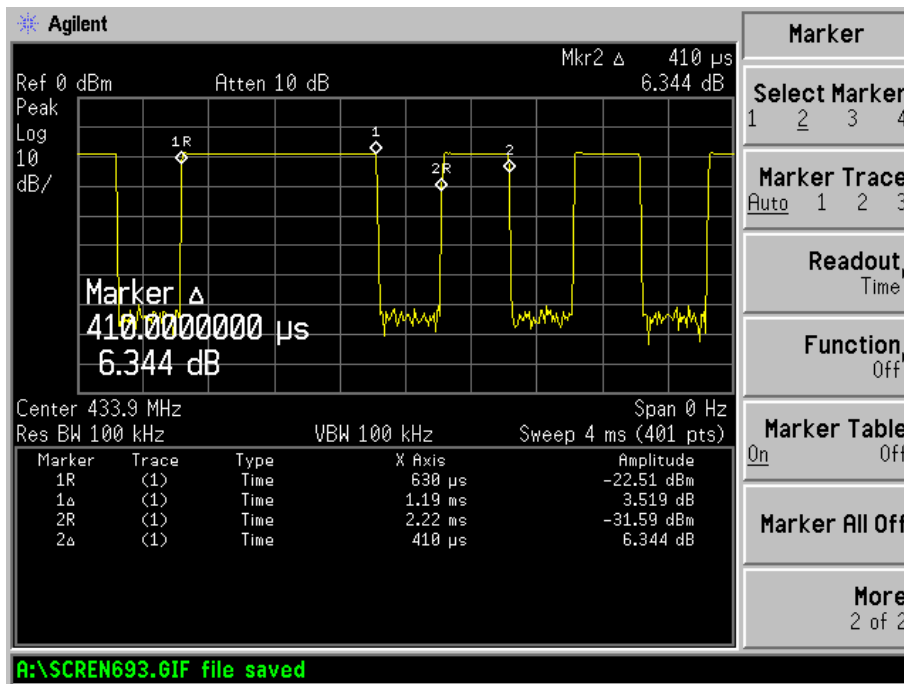 Agilent
Marker
Mkr2 Δ 410 µs
Ref 0 dBm Atten 10 dB 6.344 dB
Peak
Log
10
dB/
1R
1
2R
2
Marker Δ
410.0000000 µs
6.344 dB
Center 433.9 MHz Span 0 Hz
Res BW 100 kHz VBW 100 kHz Sweep 4 ms (401 pts)
Marker Trace Type X Axis Amplitude
1R (1) Time 630 µs -22.51 dBm
1Δ (1) Time 1.19 ms 3.519 dB
2R (1) Time 2.22 ms -31.59 dBm
2Δ (1) Time 410 µs 6.344 dB
Select Marker
1 2 3 4
Marker Trace
Auto 1 2 3
Readout
Time
Function
Off
Marker Table
On Off
Marker All Off
More
2 of 2
A:\SCREN693.GIF file saved